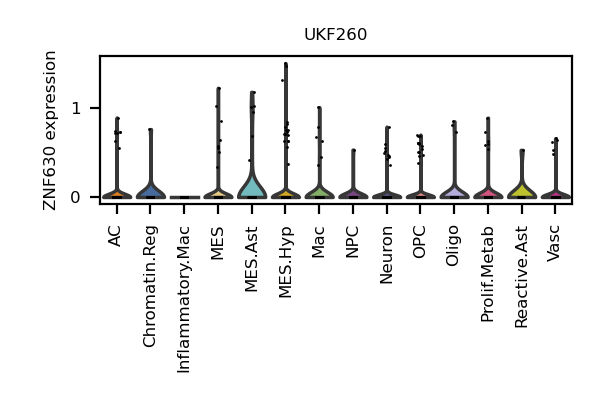 UKF260
ZNF630 expression
1
0
AC
Chromatin.Reg
Inflammatory.Mac
MES
MES.Ast
MES.Hyp
Mac
NPC
Neuron
OPC
Oligo
Prolif.Metab
Reactive.Ast
Vasc